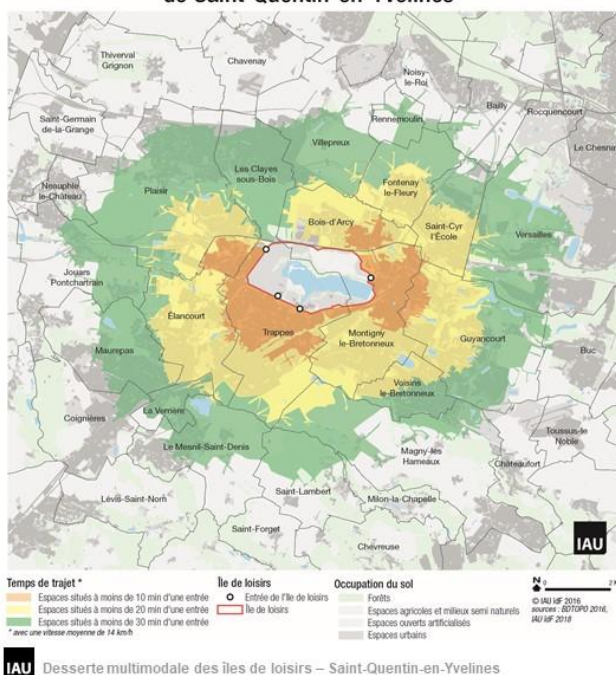 de Saint-Quentin-en-Yvelines
Thiverval
Grignon
Chavenay
Noisy-
le-Roi
Bailly
Rocquencourt
Saint-Germain
de-la-Grange
Rennemoulin
Le Chesnay
Villepreux
Neauphle
le-Château
Les Clayes
sous-Bois
Plaisir
Fontenay
le-Fleury
Bois-d'Arcy
Saint-Cyr
l'École
Versailles
Jouars
Pontchartrain
Élancourt
Trappes
Montigny
le-Bretonneux
Guyancourt
Maurepas
Buc
Voisins
le-Bretonneux
Coignières
La Verrière
Toussus-le
Noble
Le Mesnil-Saint-Denis
Magny-les
Hameaux
Châteaufort
Saint-Lambert
Lévis-Saint-Nom
Milon-la-Chapelle
Saint-Forget
Chevreuse
IAU
Temps de trajet *
Espaces situés à moins de 10 min d'une entrée
Espaces situés à moins de 20 min d'une entrée
Espaces situés à moins de 30 min d'une entrée
* avec une vitesse moyenne de 14 km/h
Île de loisirs
Entrée de l'île de loisirs
Île de loisirs
Occupation du sol
Forêts
Espaces agricoles et milieux semi naturels
Espaces ouverts artificialisés
Espaces urbains
N 0
© IAU îdF 2016
sources : BDTOPO 2016,
IAU îdF 2018
IAU Desserte multimodale des îles de loisirs – Saint-Quentin-en-Yvelines